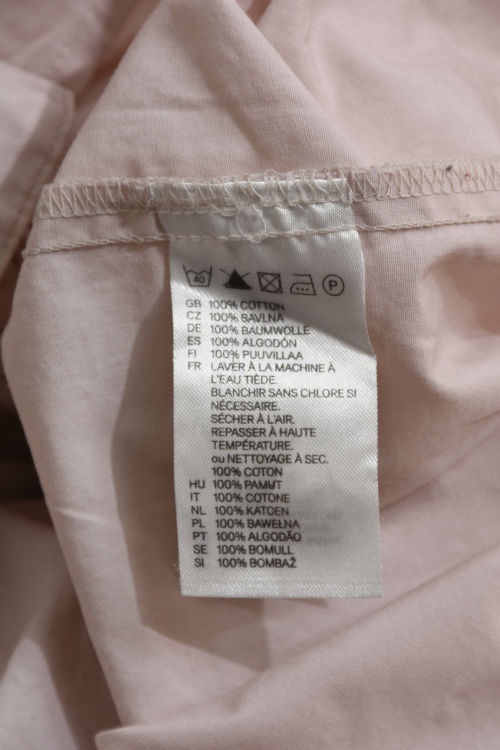 40 P
GB 100% COTTON
CZ 100% BAVLNA
DE 100% BAUMWOLLE
ES 100% ALGODÓN
FI 100% PUUVILLAA
FR LAVER À LA MACHINE À
L'EAU TIÈDE.
BLANCHIR SANS CHLORE SI
NÉCESSAIRE.
SÉCHER À L'AIR.
REPASSER À HAUTE
TEMPÉRATURE.
ou NETTOYAGE À SEC.
100% COTON
HU 100% PAMUT
IT 100% COTONE
NL 100% KATOEN
PL 100% BAWEŁNA
PT 100% ALGODÃO
SE 100% BOMULL
SI 100% BOMBAŽ